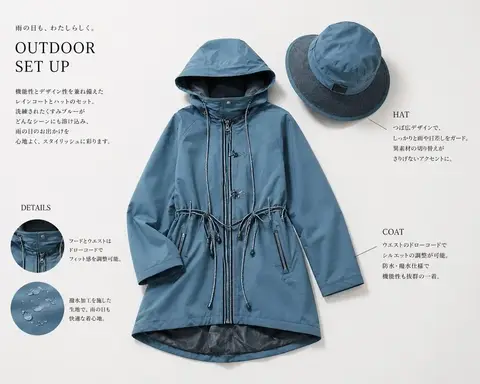 雨の日も、わたしらしく。
OUTDOOR
SET UP
機能性とデザイン性を兼ね備えた
レインコートとハットのセット。
洗練されたくすみブルーが
どんなシーンにも溶け込み、
雨の日のお出かけを
心地よく、スタイリッシュに彩ります。
HAT
つば広デザインで、
しっかりと雨や日差しをガード。
異素材の切り替えが
さりげないアクセントに。
DETAILS
フードとウエストは
ドローコードで
フィット感を調整可能。
撥水加工を施した
生地で、雨の日も
快適な着心地。
COAT
ウエストのドローコードで
シルエットの調整が可能。
防水・撥水仕様で
機能性も抜群の一着。